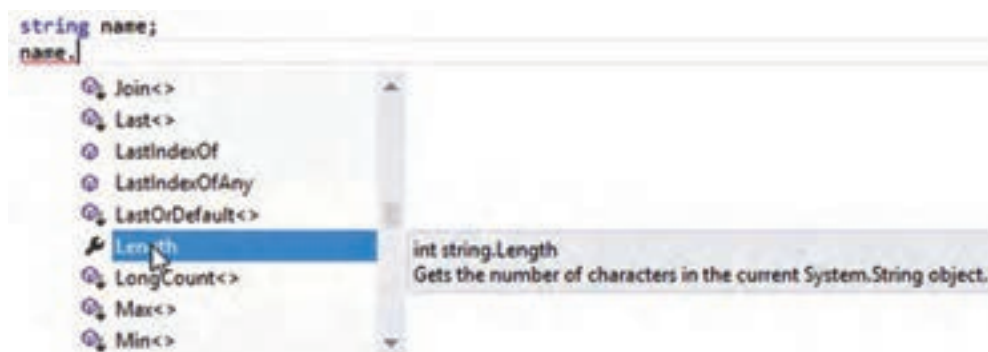 string name;
name.
Join<>
Last<>
LastIndexOf
LastIndexOfAny
LastOrDefault<>
Length
int string.Length
Gets the number of characters in the current System.String object.
LongCount<>
Max<>
Min<>